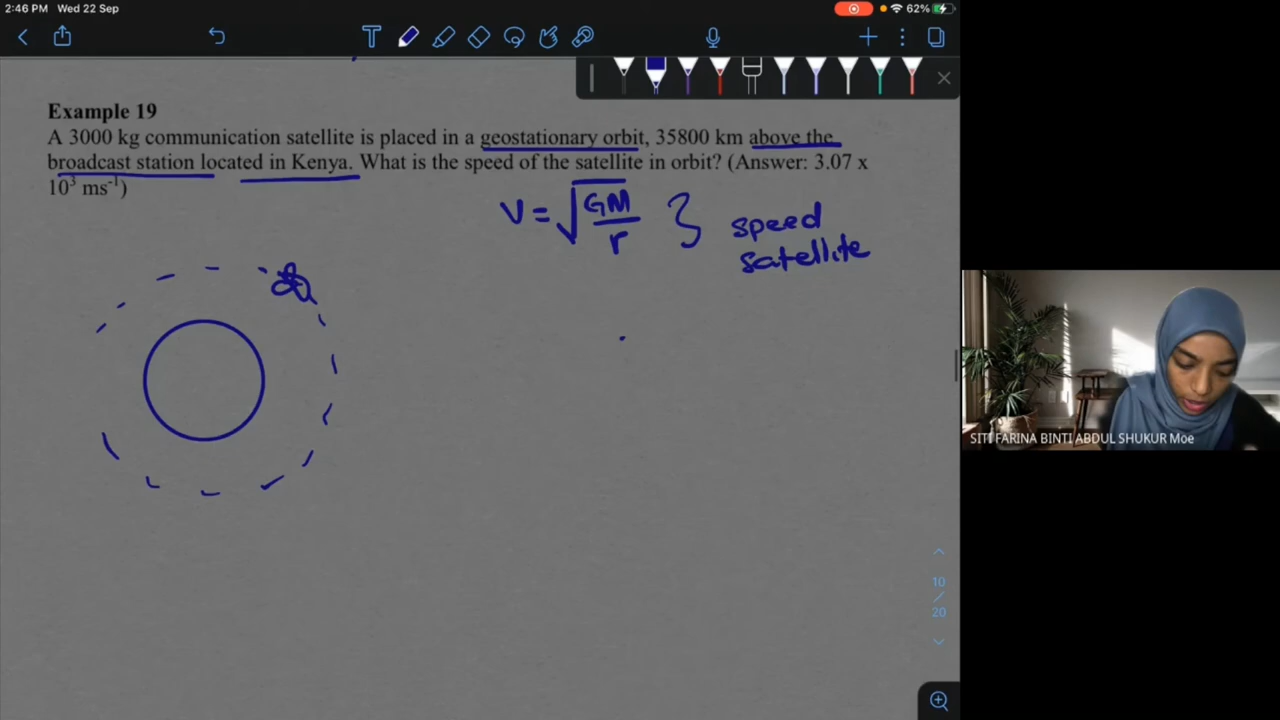 2:46 PM Wed 22 Sep
62%
T
Example 19
A 3000 kg communication satellite is placed in a geostationary orbit, 35800 km above the
broadcast station located in Kenya. What is the speed of the satellite in orbit? (Answer: 3.07 x
10³ ms⁻¹)
V = √GM/r } speed
satellite
SITI FARINA BINTI ABDUL SHUKUR Moe
10
/
20